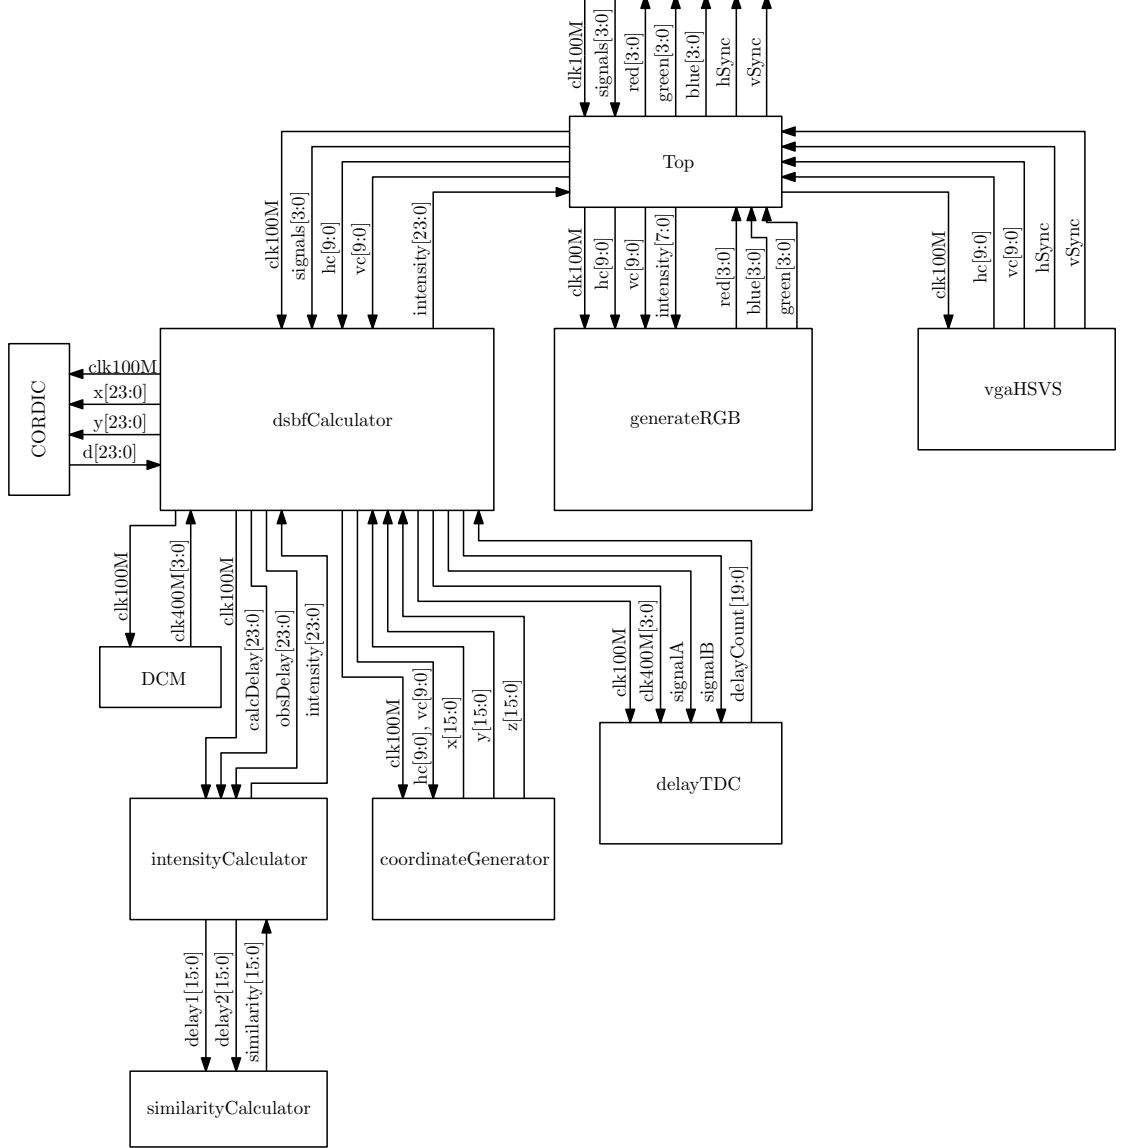 clk100M
signals[3:0]
red[3:0]
green[3:0]
blue[3:0]
hSync
vSync
Top
clk100M
signals[3:0]
hc[9:0]
vc[9:0]
intensity[23:0]
clk100M
hc[9:0]
vc[9:0]
intensity[7:0]
red[3:0]
blue[3:0]
green[3:0]
clk100M
hc[9:0]
vc[9:0]
hSync
vSync
CORDIC
clk100M
x[23:0]
y[23:0]
d[23:0]
dsbfCalculator
generateRGB
vgaHSVS
clk100M
clk400M[3:0]
clk100M
calcDelay[23:0]
obsDelay[23:0]
intensity[23:0]
clk100M
hc[9:0], vc[9:0]
x[15:0]
y[15:0]
z[15:0]
clk100M
clk400M[3:0]
signalA
signalB
delayCount[19:0]
DCM
delayTDC
intensityCalculator
coordinateGenerator
delay1[15:0]
delay2[15:0]
similarity[15:0]
similarityCalculator